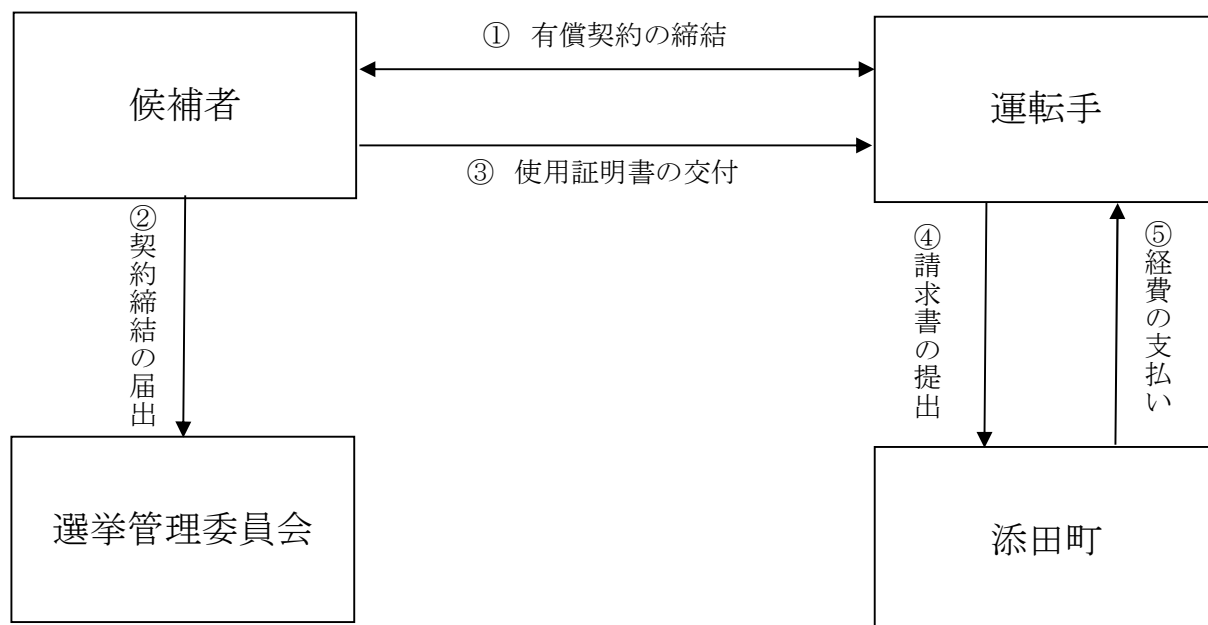 ① 有償契約の締結
候補者
運転手
③ 使用証明書の交付
②契約締結の届出
④請求書の提出
⑤経費の支払い
選挙管理委員会
添田町